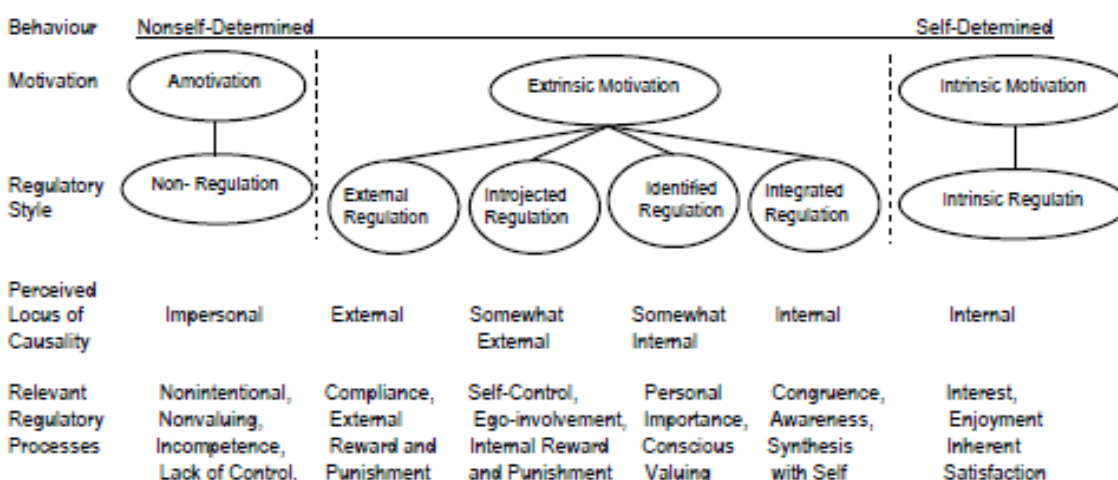 Behaviour Nonself-Determined Self-Detemined
Motivation Amotivation Extrinsic Motivation Intrinsic Motivation
Regulatory Non- Regulation External Introjected Identified Integrated Intrinsic Regulatin
Style Regulation Regulation Regulation Regulation
Perceived
Locus of Impersonal External Somewhat Somewhat Internal Internal
Causality External Internal
Relevant Nonintentional, Compliance, Self-Control, Personal Congruence, Interest,
Regulatory Nonvaluing, External Ego-involvement, Importance, Awareness, Enjoyment
Processes Incompetence, Reward and Internal Reward Conscious Synthesis Inherent
Lack of Control, Punishment and Punishment Valuing with Self Satisfaction